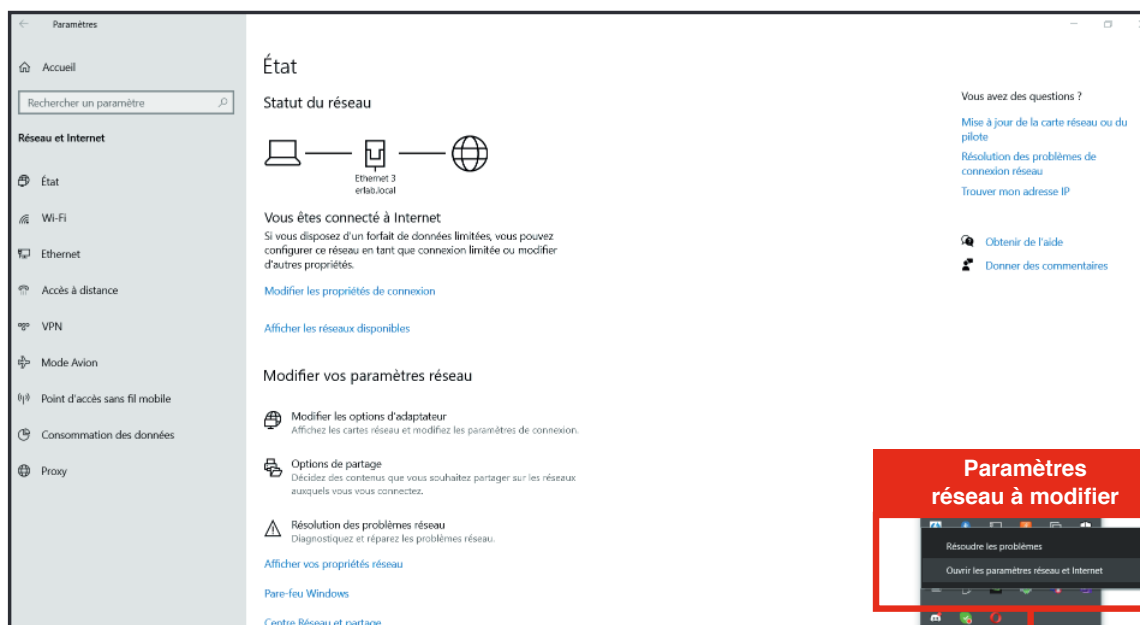 Paramètres
Accueil
Rechercher un paramètre
Réseau et Internet
État
Wi-Fi
Ethernet
Accès à distance
VPN
Mode Avion
Point d'accès sans fil mobile
Consommation des données
Proxy
État
Statut du réseau
Ethernet 3
erlab.local
Vous êtes connecté à Internet
Si vous disposez d'un forfait de données limitées, vous pouvez
configurer ce réseau en tant que connexion limitée ou modifier
d'autres propriétés.
Modifier les propriétés de connexion
Afficher les réseaux disponibles
Modifier vos paramètres réseau
Modifier les options d'adaptateur
Affichez les cartes réseau et modifiez les paramètres de connexion.
Options de partage
Décidez des contenus que vous souhaitez partager sur les réseaux
auxquels vous vous connectez.
Résolution des problèmes réseau
Diagnostiquez et réparez les problèmes réseau.
Afficher vos propriétés réseau
Pare-feu Windows
Centre Réseau et partage
Vous avez des questions ?
Mise à jour de la carte réseau ou du
pilote
Résolution des problèmes de
connexion réseau
Trouver mon adresse IP
Obtenir de l'aide
Donner des commentaires
Paramètres
réseau à modifier
Résoudre les problèmes
Ouvrir les paramètres réseau et Internet